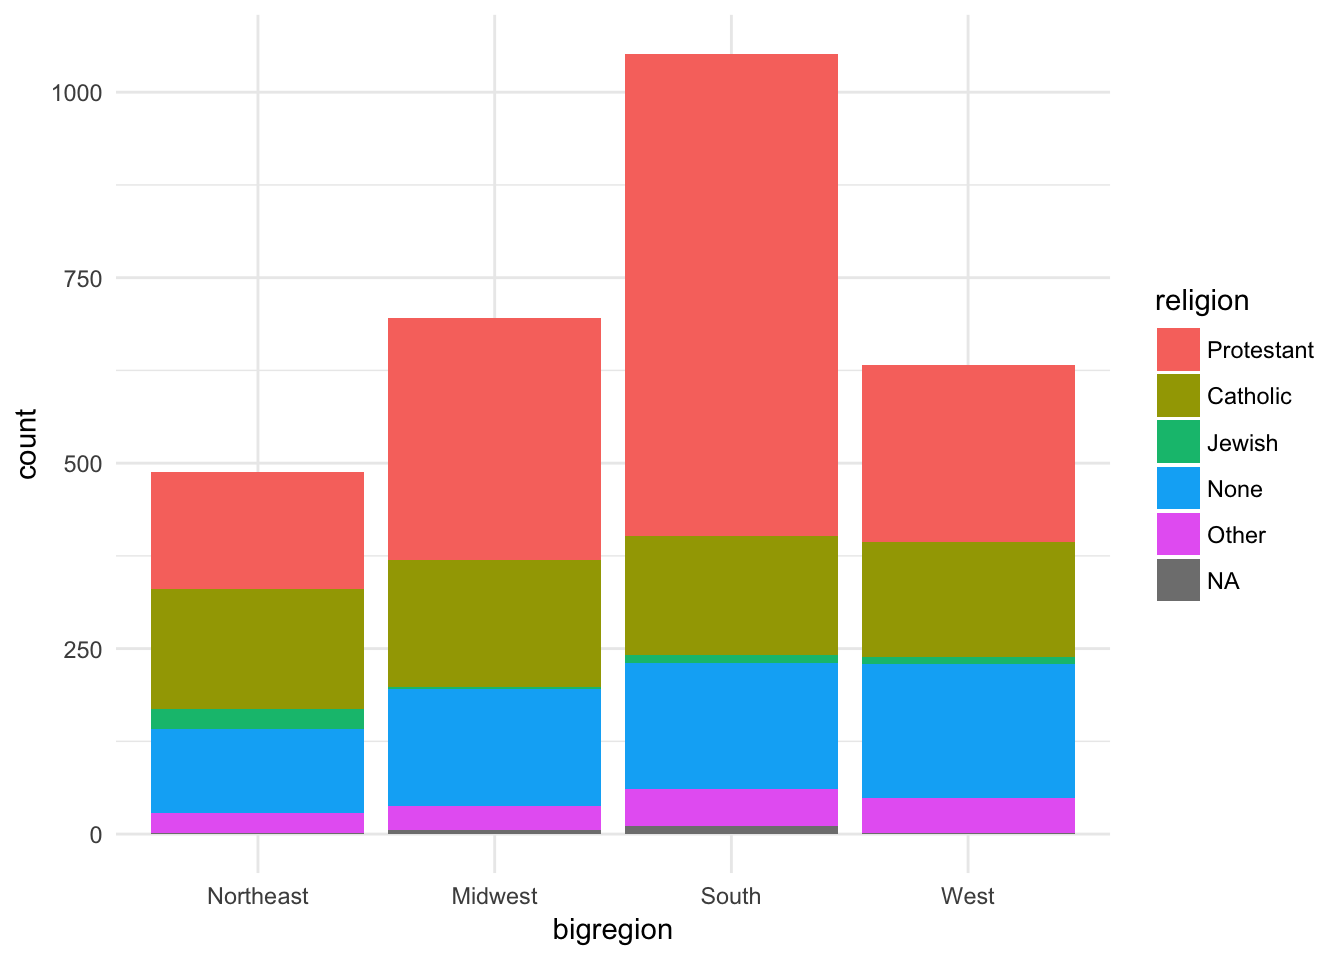 1000
750
500
250
0
count
Northeast
Midwest
South
West
bigregion
religion
Protestant
Catholic
Jewish
None
Other
NA